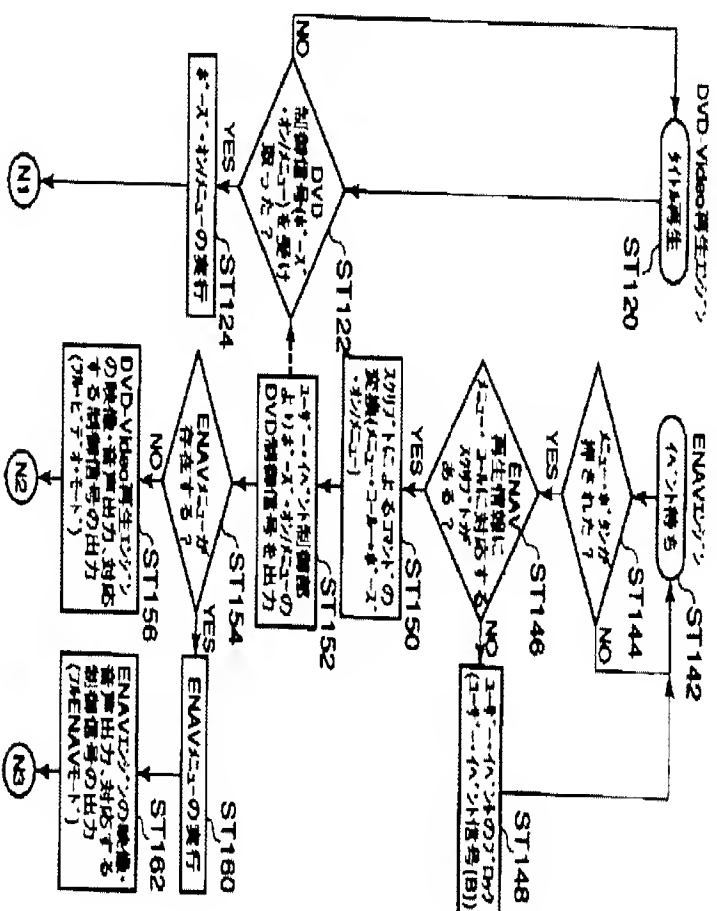 DVD-Video再生エンジン
タイトル再生
ST120
DVD
制御信号(ポーズ・
オンメニュー)を受け
取った?
ST122
NO
YES
ポーズ・オンメニューの実行
ST124
N1
ENAVエンジン
イベント待ち
ST142
メニューボタンが
押された?
ST144
NO
YES
ENAV
再生情報に
メニュー・コールに対応する
スクリプトが
ある?
ST146
NO
ユーザー・イベントのブロック
(ユーザー・イベント信号(B))
ST148
YES
スクリプトによるコマンドの
変換(メニュー・コール→ポーズ
・オンメニュー)
ST150
ユーザー・イベント制御部
よりポーズ・オンメニューの
DVD制御信号を出力
ST152
ENAVメニューが
存在する?
ST154
NO
YES
DVD-Video再生エンジン
の映像・音声出力、対応
する制御信号の出力
(フルービデオ・モード)
ST156
N2
ENAVメニューの実行
ST160
ENAVエンジンの映像・
音声出力、対応する
制御信号の出力
(フルENAVモード)
ST162
N3